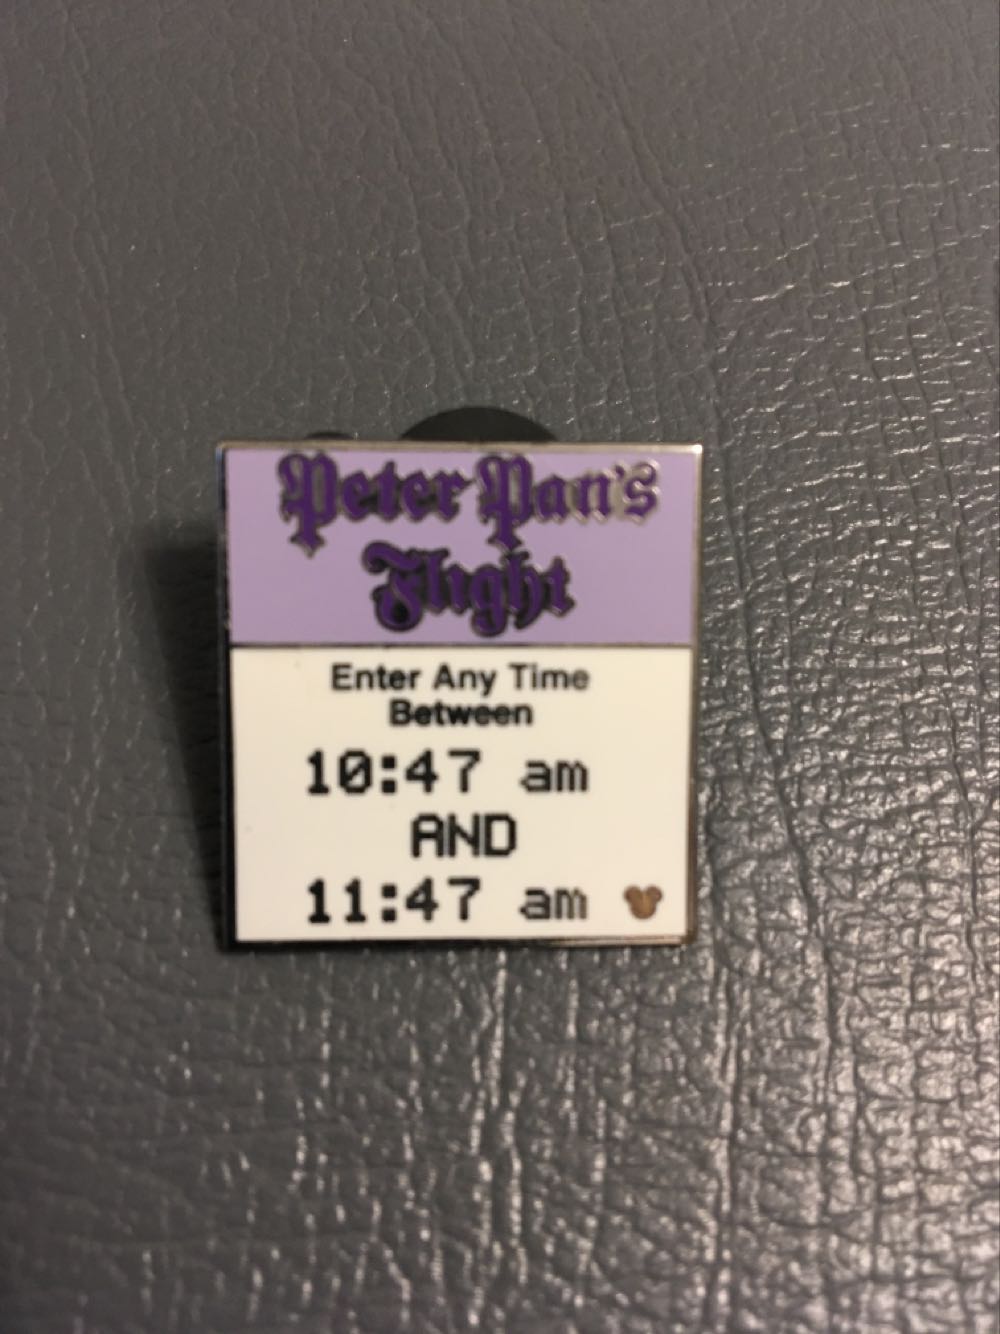 Peter Pan's
Flight
Enter Any Time
Between
10:47 am
AND
11:47 am